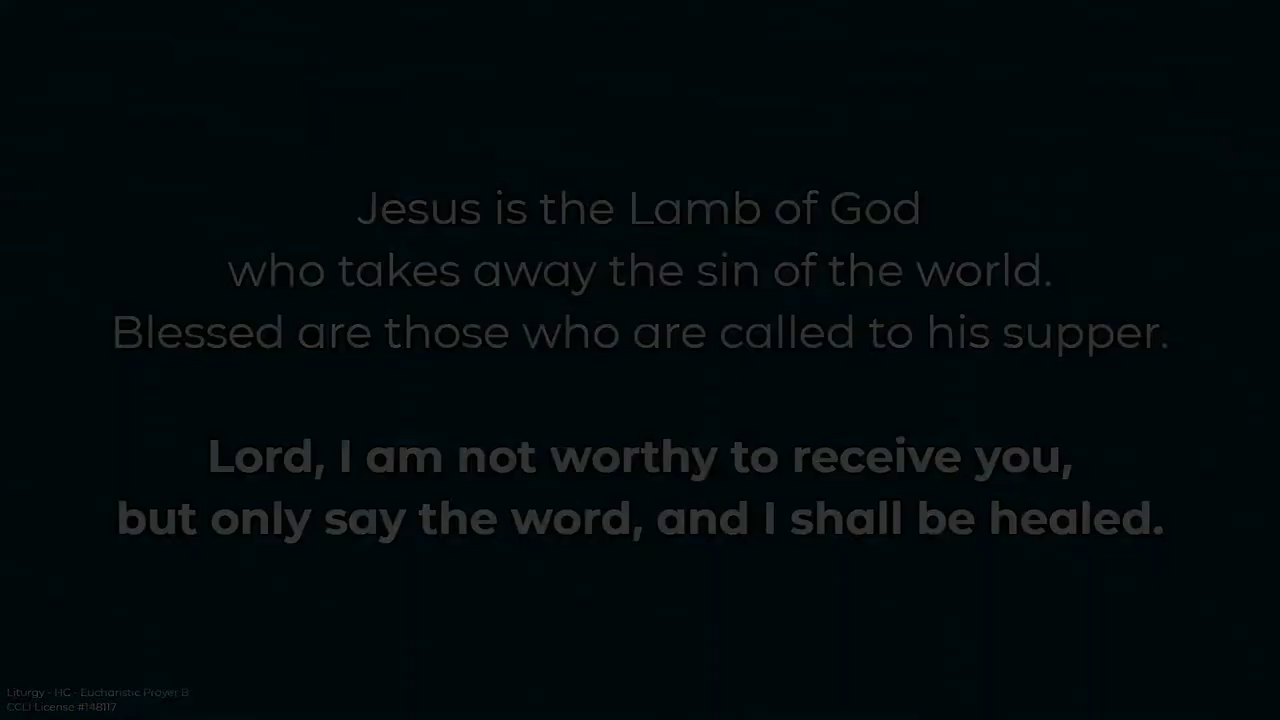 Jesus is the Lamb of God
who takes away the sin of the world.
Blessed are those who are called to his supper.
Lord, I am not worthy to receive you,
but only say the word, and I shall be healed.
Liturgy - HC - Eucharistic Prayer B
CCLI License #148117